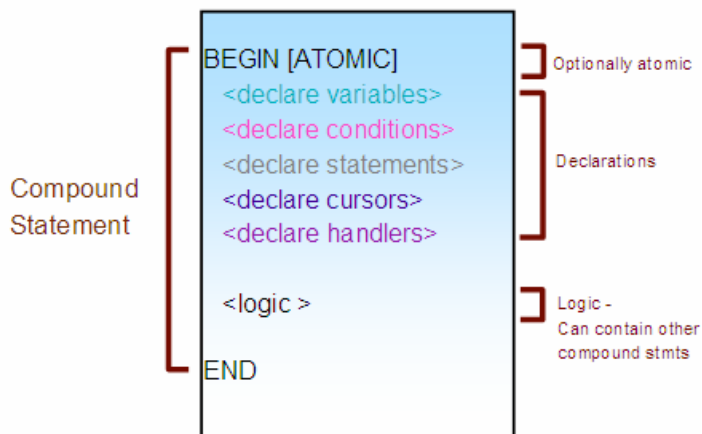 BEGIN [ATOMIC]
Optionally atomic
<declare variables>
<declare conditions>
<declare statements>
<declare cursors>
<declare handlers>
Declarations
Compound
Statement
<logic >
Logic -
Can contain other
compound stmts
END